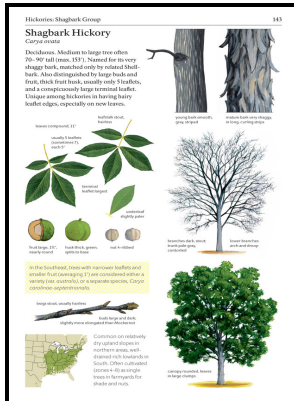 Hickories: Shagbark Group 143
Shagbark Hickory
Carya ovata
Deciduous. Medium to large tree often
70–90' tall (max. 153'). Named for its very
shaggy bark, matched only by related Shell-
bark. Also distinguished by large buds and
fruit, thick fruit husk, usually only 5 leaflets,
and a conspicuously large terminal leaflet.
Unique among hickories in having hairy
leaflet edges, especially on new leaves.
young bark smooth,
gray, striped
mature bark very shaggy,
in long, curling strips
leafstalk stout,
hairless
leaves compound, 11"
usually 5 leaflets
(sometimes 7),
each 5"
terminal
leaflet largest
underleaf
slightly paler
fruit large, 1½",
nearly round
husk thick, green,
splits to base
nut 4-ribbed
branches dark, stout
trunk pale gray,
contrasting
lower branches
arch and droop
In the Southeast, trees with narrower leaflets and
smaller fruit (averaging 1") are considered either a
variety (var. australis), or a separate species, Carya
carolinae-septentrionalis.
twigs stout, usually hairless
buds large and dark,
slightly more elongated than Mockernut
Common on relatively
dry upland slopes in
northern areas, well-
drained rich lowlands in
South. Often cultivated
(zones 4–8) as single
trees in farmyards for
shade and nuts.
canopy rounded, leaves
in large clumps